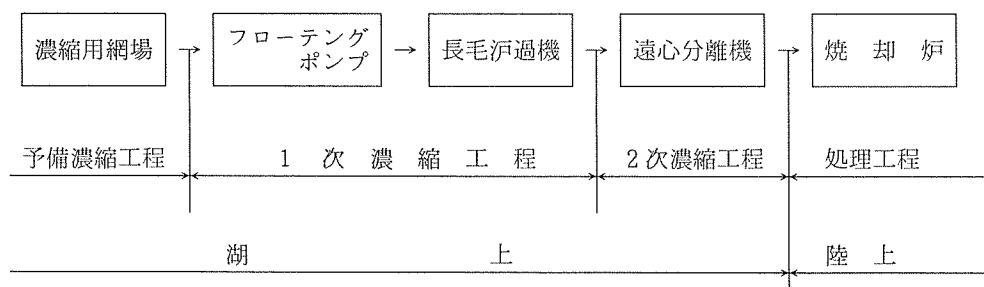 濃縮用網場
フローテング
ポンプ
長毛沪過機
遠心分離機
焼却炉
予備濃縮工程
1次濃縮工程
2次濃縮工程
処理工程
湖上
陸上